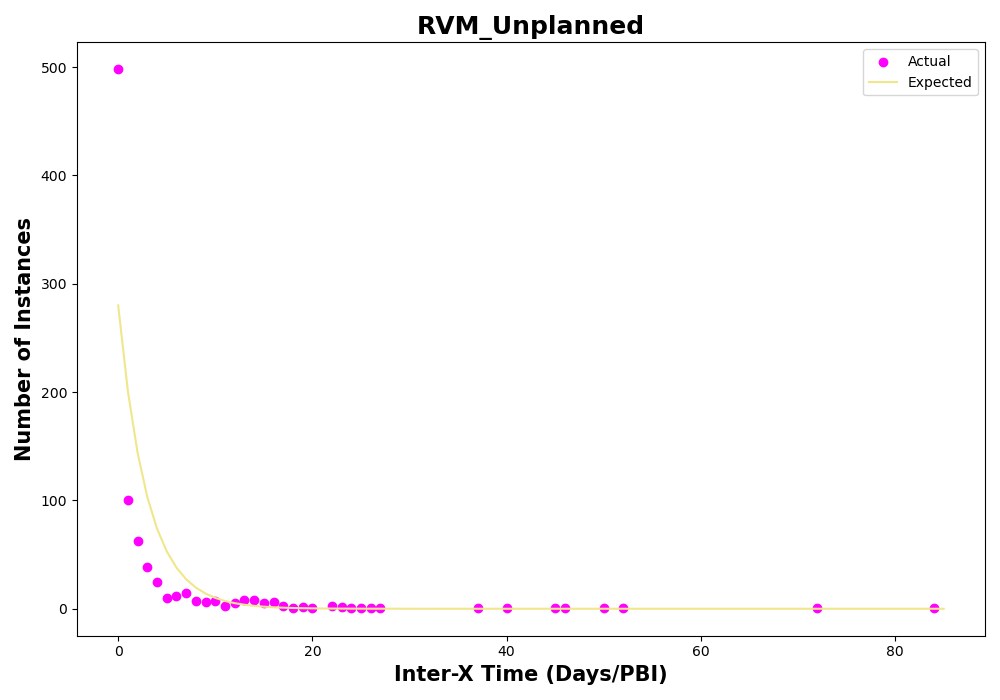 RVM_Unplanned
Actual
Expected
500
400
300
200
100
0
Number of Instances
0 20 40 60 80
Inter-X Time (Days/PBI)